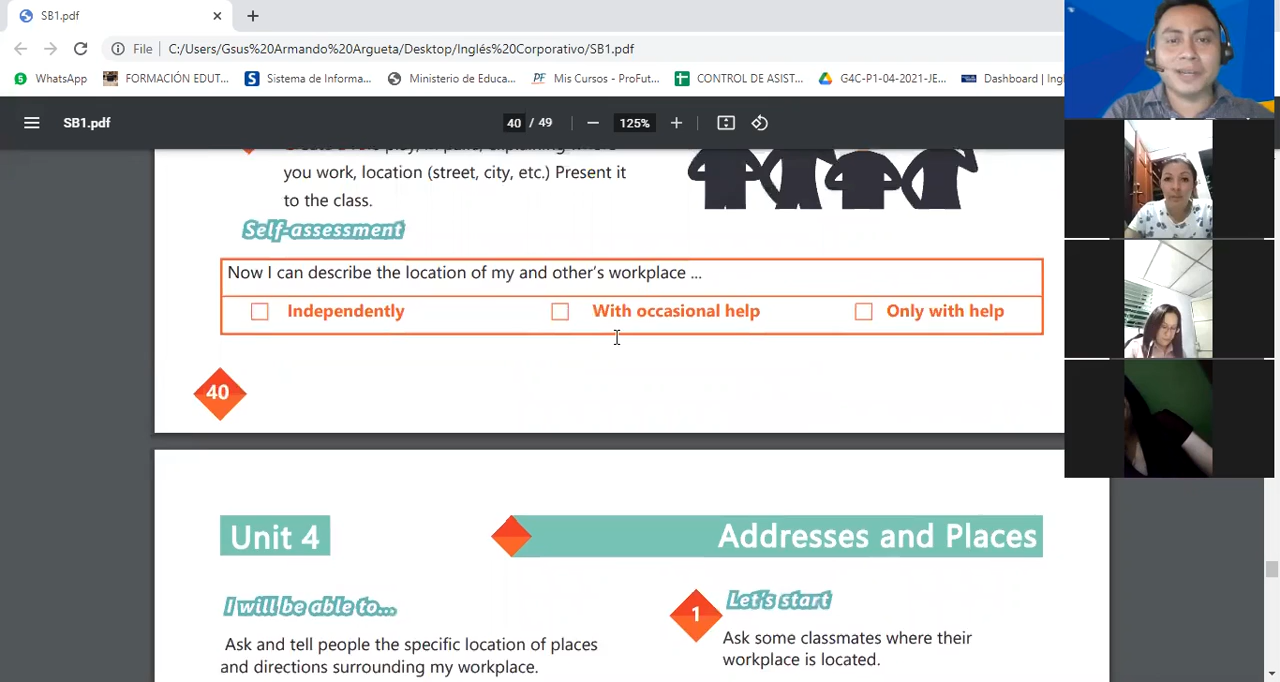 SB1.pdf
File C:/Users/Gsus%20Armando%20Argueta/Desktop/Inglés%20Corporativo/SB1.pdf
WhatsApp FORMACIÓN EDUT... Sistema de Informa... Ministerio de Educa... Mis Cursos - ProFut... CONTROL DE ASIST... G4C-P1-04-2021-JE... Dashboard | Ingl
SB1.pdf 40 / 49 125%
you work, location (street, city, etc.) Present it
to the class.
Self-assessment
Now I can describe the location of my and other's workplace ...
Independently With occasional help Only with help
40
Unit 4 Addresses and Places
I will be able to...
Ask and tell people the specific location of places
and directions surrounding my workplace.
1 Let's start
Ask some classmates where their
workplace is located.